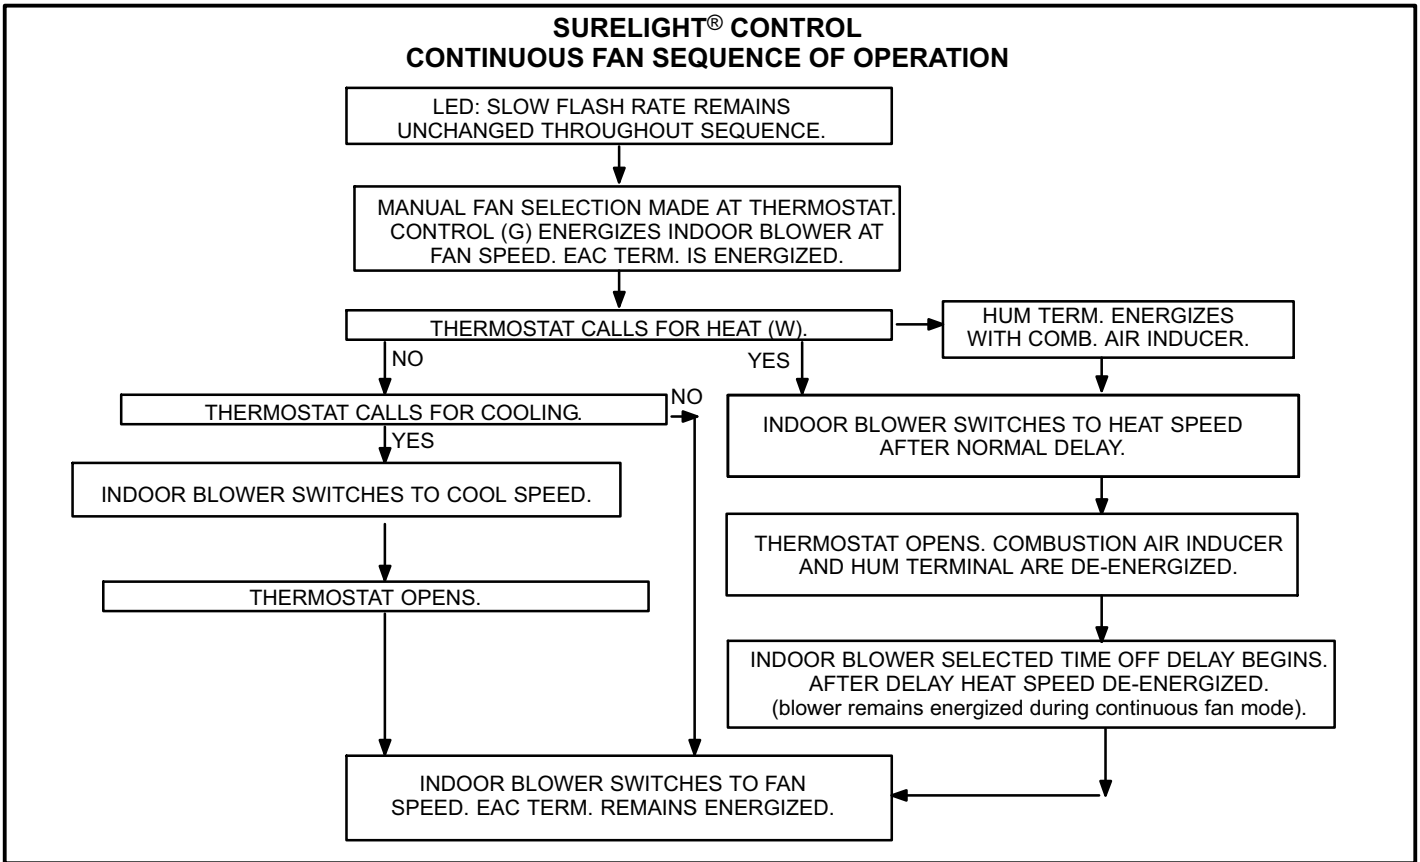 SURELIGHT® CONTROL
CONTINUOUS FAN SEQUENCE OF OPERATION
LED: SLOW FLASH RATE REMAINS
UNCHANGED THROUGHOUT SEQUENCE.
MANUAL FAN SELECTION MADE AT THERMOSTAT.
CONTROL (G) ENERGIZES INDOOR BLOWER AT
FAN SPEED. EAC TERM. IS ENERGIZED.
THERMOSTAT CALLS FOR HEAT (W).
HUM TERM. ENERGIZES
WITH COMB. AIR INDUCER.
NO
YES
THERMOSTAT CALLS FOR COOLING.
NO
YES
INDOOR BLOWER SWITCHES TO HEAT SPEED
AFTER NORMAL DELAY.
INDOOR BLOWER SWITCHES TO COOL SPEED.
THERMOSTAT OPENS. COMBUSTION AIR INDUCER
AND HUM TERMINAL ARE DE-ENERGIZED.
THERMOSTAT OPENS.
INDOOR BLOWER SELECTED TIME OFF DELAY BEGINS.
AFTER DELAY HEAT SPEED DE-ENERGIZED.
(blower remains energized during continuous fan mode).
INDOOR BLOWER SWITCHES TO FAN
SPEED. EAC TERM. REMAINS ENERGIZED.